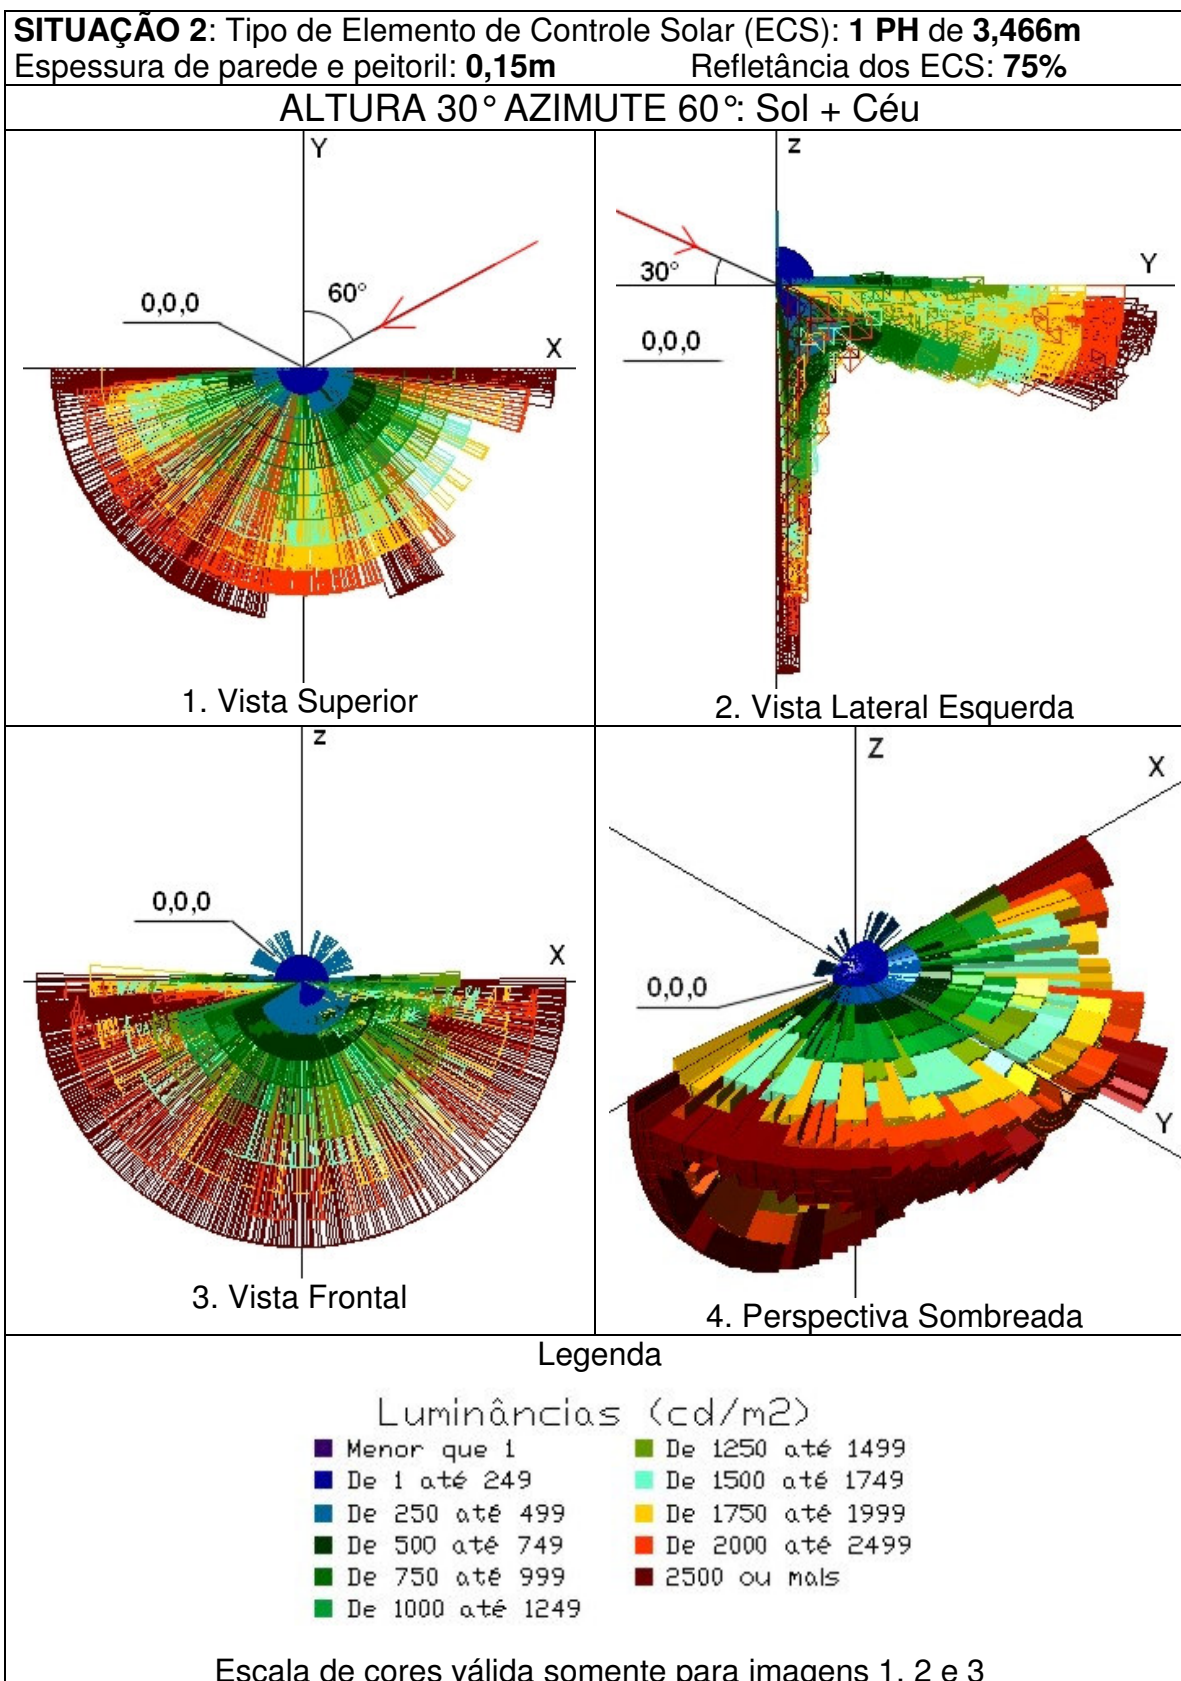 SITUAÇÃO 2: Tipo de Elemento de Controle Solar (ECS): 1 PH de 3,466m
Espessura de parede e peitoril: 0,15m Refletância dos ECS: 75%
ALTURA 30° AZIMUTE 60°: Sol + Céu
Y
60°
0,0,0
X
1. Vista Superior
z
30°
Y
0,0,0
2. Vista Lateral Esquerda
z
0,0,0
X
3. Vista Frontal
Z
X
0,0,0
Y
4. Perspectiva Sombreada
Legenda
Luminâncias (cd/m2)
Menor que 1
De 1 até 249
De 250 até 499
De 500 até 749
De 750 até 999
De 1000 até 1249
De 1250 até 1499
De 1500 até 1749
De 1750 até 1999
De 2000 até 2499
2500 ou mais
Escala de cores válida somente para imagens 1, 2 e 3